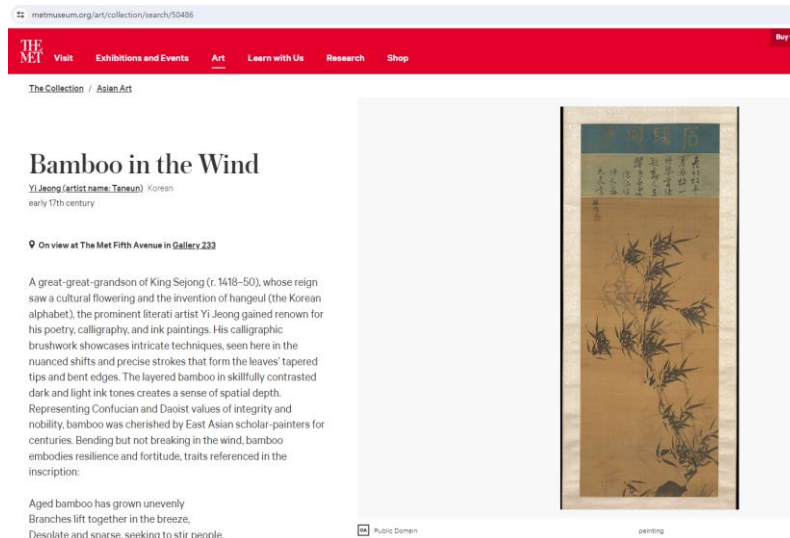 metmuseum.org/art/collection/search/50486
THE MET
Visit
Exhibitions and Events
Art
Learn with Us
Research
Shop
Buy
The Collection / Asian Art
Bamboo in the Wind
Yi Jeong (artist name: Taneun) Korean
early 17th century
On view at The Met Fifth Avenue in Gallery 233
A great-great-grandson of King Sejong (r. 1418–50), whose reign
saw a cultural flowering and the invention of hangeul (the Korean
alphabet), the prominent literati artist Yi Jeong gained renown for
his poetry, calligraphy, and ink paintings. His calligraphic
brushwork showcases intricate techniques, seen here in the
nuanced shifts and precise strokes that form the leaves' tapered
tips and bent edges. The layered bamboo in skillfully contrasted
dark and light ink tones creates a sense of spatial depth.
Representing Confucian and Daoist values of integrity and
nobility, bamboo was cherished by East Asian scholar-painters for
centuries. Bending but not breaking in the wind, bamboo
embodies resilience and fortitude, traits referenced in the
inscription:
Aged bamboo has grown unevenly
Branches lift together in the breeze,
Desolate and sparse, seeking to stir people,
OA Public Domain
painting